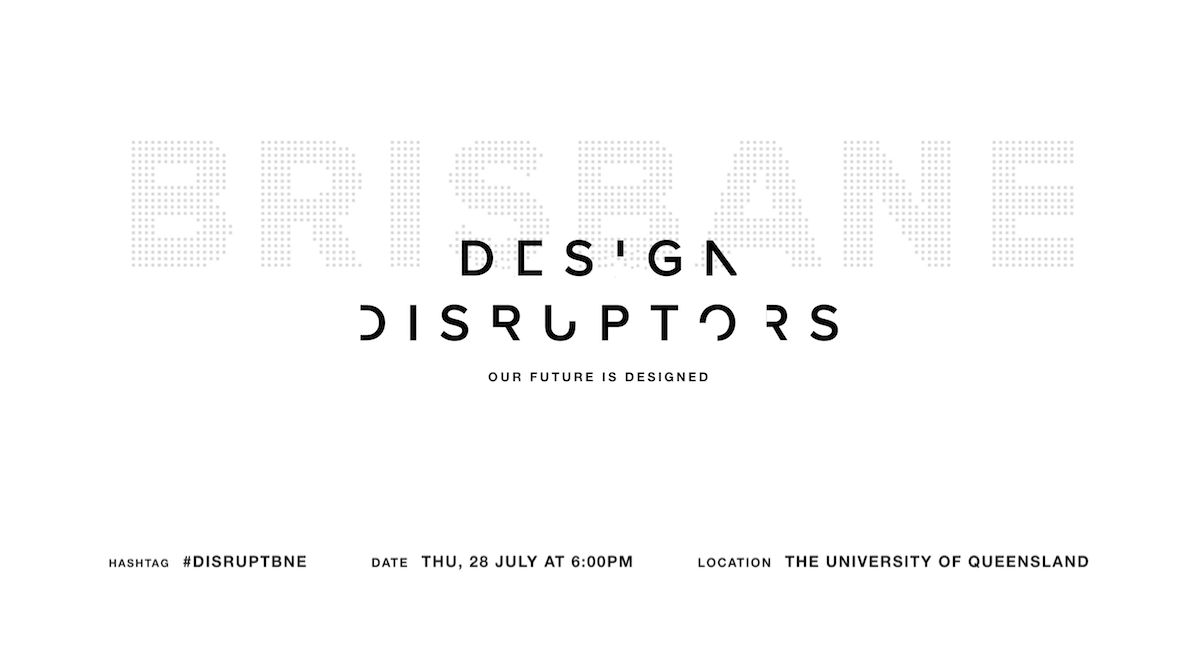 BRISBANE
DESIGN
DISRUPTORS
OUR FUTURE IS DESIGNED
HASHTAG #DISRUPTBNE DATE THU, 28 JULY AT 6:00PM LOCATION THE UNIVERSITY OF QUEENSLAND